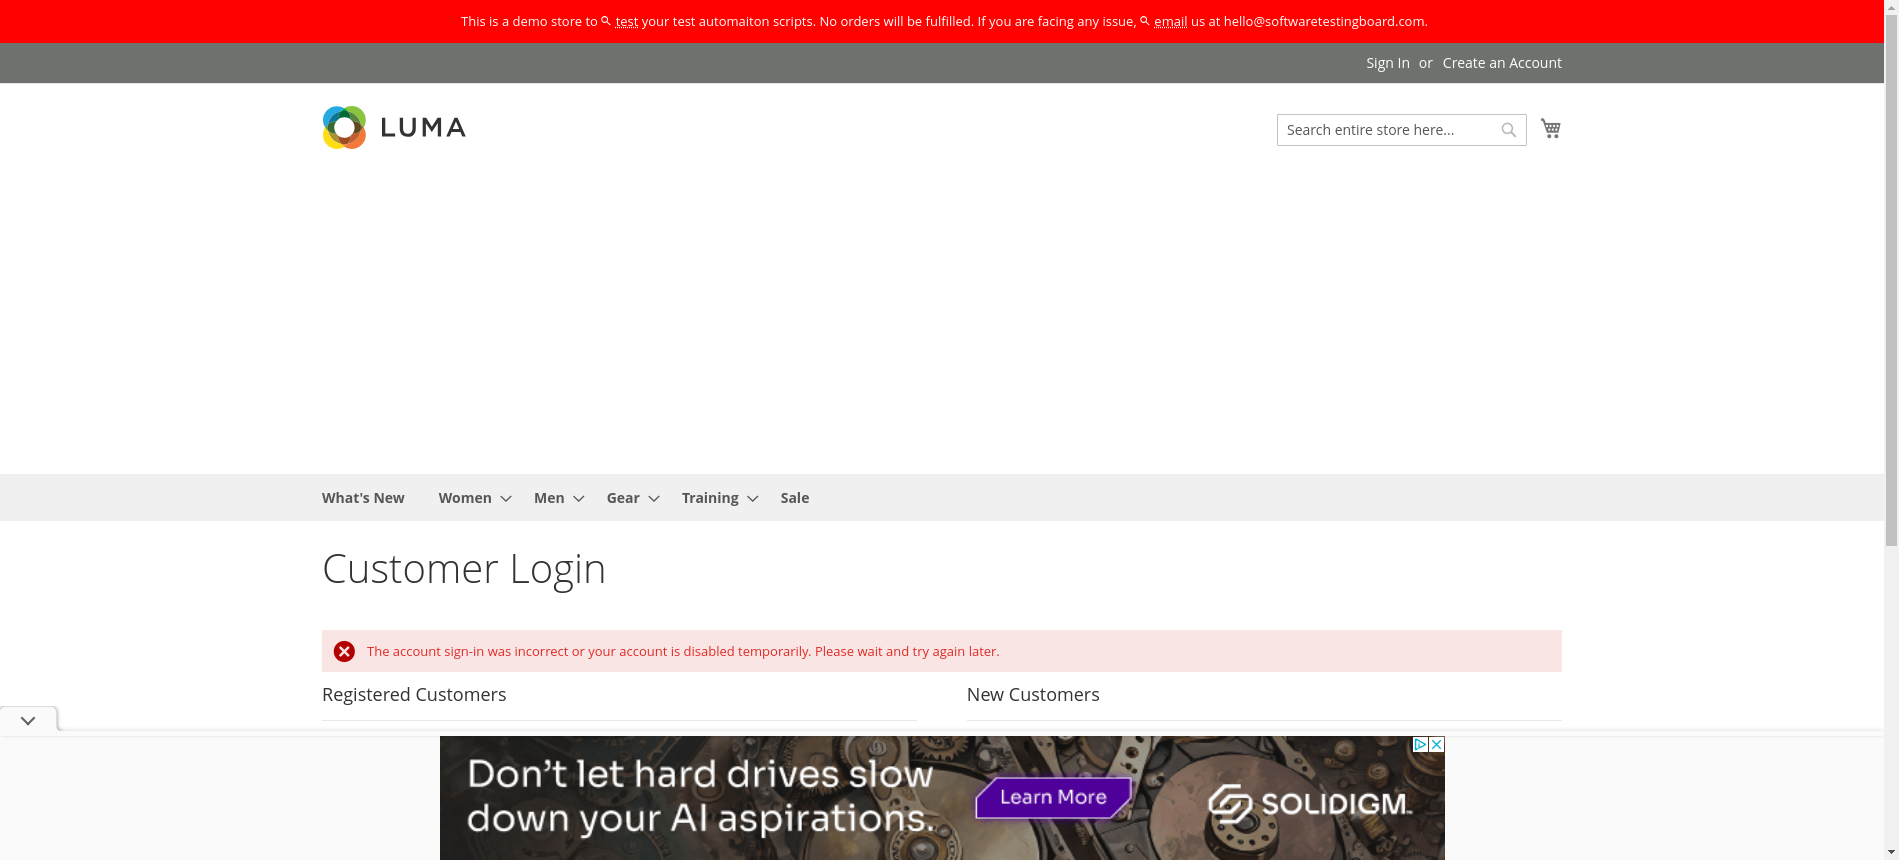 This is a demo store to test your test automaiton scripts. No orders will be fulfilled. If you are facing any issue, email us at hello@softwaretestingboard.com.
Sign In or Create an Account
LUMA
Search entire store here...
What's New Women Men Gear Training Sale
Customer Login
The account sign-in was incorrect or your account is disabled temporarily. Please wait and try again later.
Registered Customers
New Customers
Don't let hard drives slow
down your AI aspirations.
Learn More
SOLIDIGM